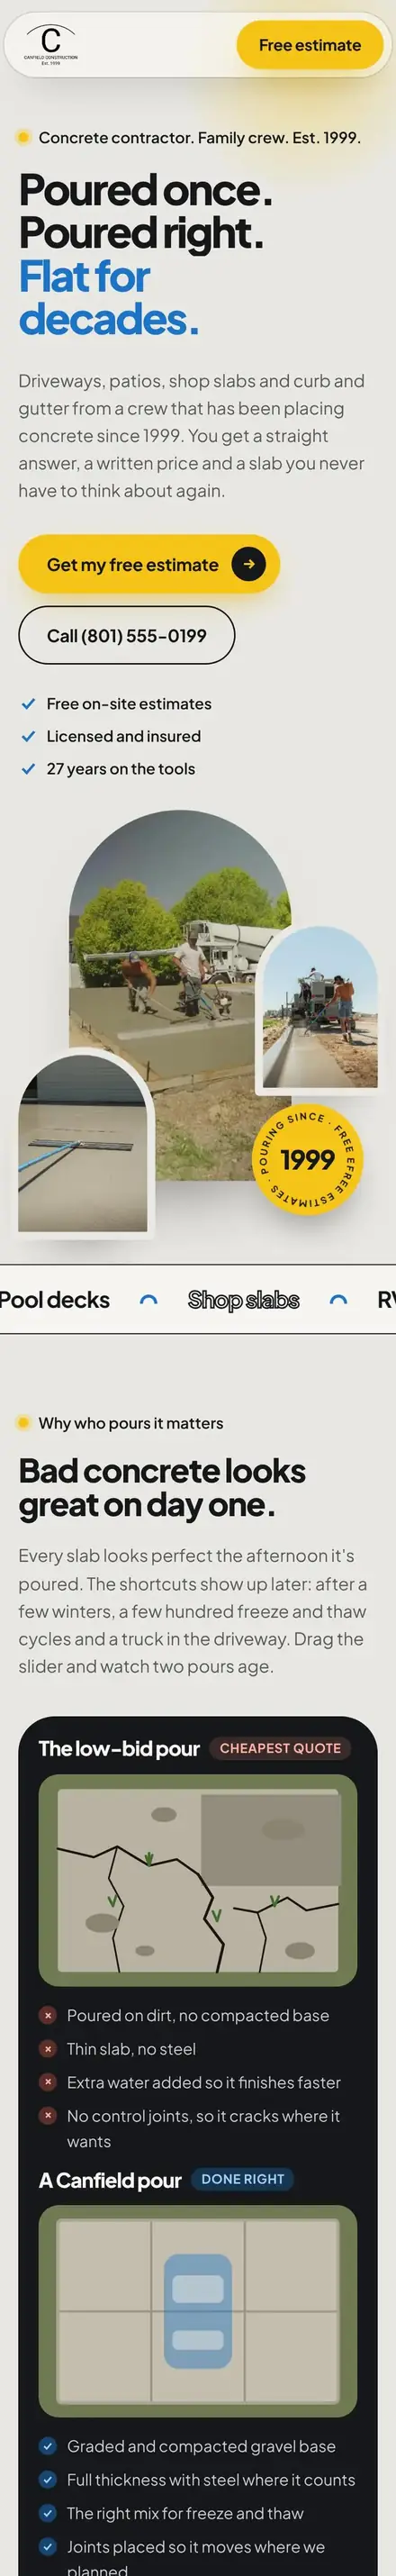 C
CANFIELD CONSTRUCTION
Est. 1999
Free estimate
Concrete contractor. Family crew. Est. 1999.
Poured once.
Poured right.
Flat for
decades.
Driveways, patios, shop slabs and curb and
gutter from a crew that has been placing
concrete since 1999. You get a straight
answer, a written price and a slab you never
have to think about again.
Get my free estimate
Call (801) 555-0199
Free on-site estimates
Licensed and insured
27 years on the tools
POURING SINCE · FREE EFREE ESTIMATES ·
1999
Pool decks
Shop slabs
RV
Why who pours it matters
Bad concrete looks
great on day one.
Every slab looks perfect the afternoon it's
poured. The shortcuts show up later: after a
few winters, a few hundred freeze and thaw
cycles and a truck in the driveway. Drag the
slider and watch two pours age.
The low-bid pour
CHEAPEST QUOTE
Poured on dirt, no compacted base
Thin slab, no steel
Extra water added so it finishes faster
No control joints, so it cracks where it
wants
A Canfield pour
DONE RIGHT
Graded and compacted gravel base
Full thickness with steel where it counts
The right mix for freeze and thaw
Joints placed so it moves where we
planned